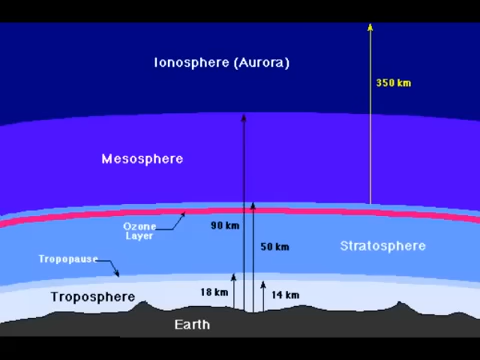 Ionosphere (Aurora)
350 km
Mesosphere
Ozone
Layer
90 km
50 km
Stratosphere
Tropopause
Troposphere
18 km
14 km
Earth